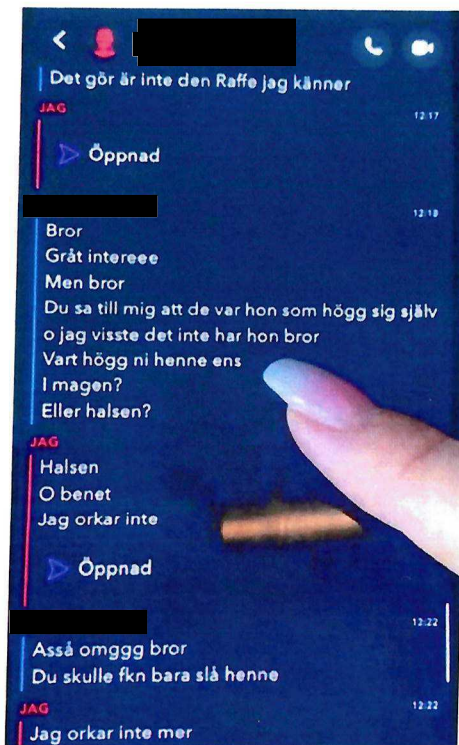 Det gör är inte den Raffe jag känner
JAG
12:17
Öppnad
12:18
Bror
Gråt intereee
Men bror
Du sa till mig att de var hon som högg sig själv
o jag visste det inte har hon bror
Vart högg ni henne ens
I magen?
Eller halsen?
JAG
Halsen
O benet
Jag orkar inte
Öppnad
12:22
Asså omggg bror
Du skulle fkn bara slå henne
JAG
12:22
Jag orkar inte mer